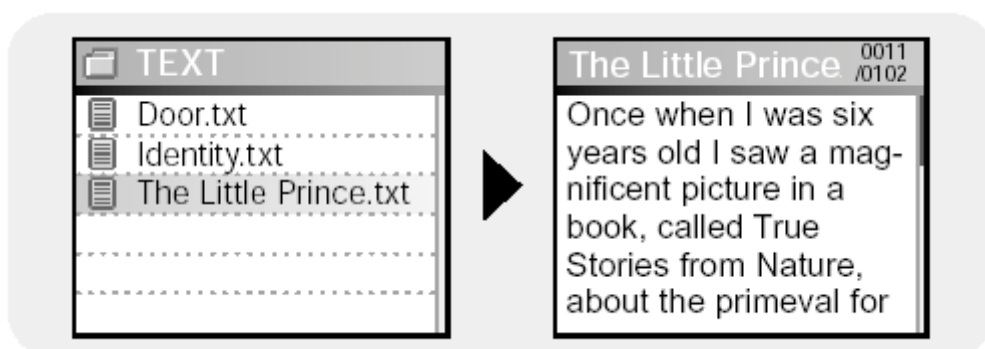 TEXT
Door.txt
Identity.txt
The Little Prince.txt
The Little Prince 0011
/0102
Once when I was six
years old I saw a mag-
nificent picture in a
book, called True
Stories from Nature,
about the primeval for